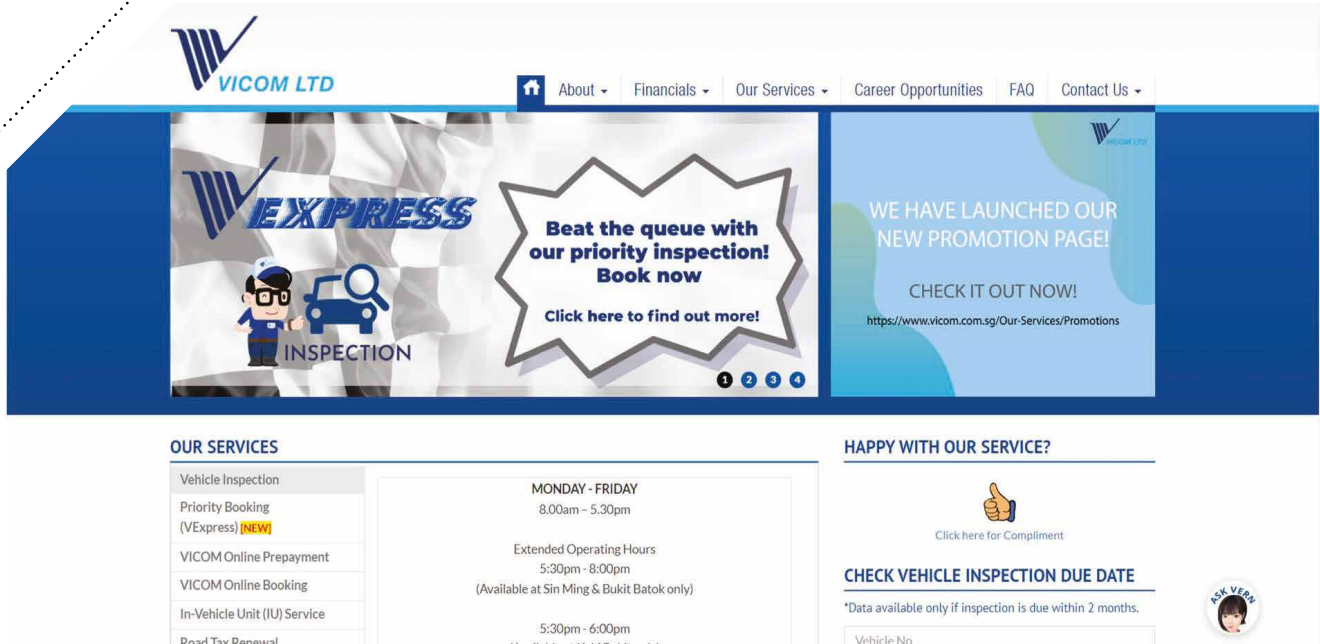 VICOM LTD
About
Financials
Our Services
Career Opportunities
FAQ
Contact Us
EXPRESS
INSPECTION
Beat the queue with
our priority inspection!
Book now
Click here to find out more!
1 2 3 4
VICOM LTD
WE HAVE LAUNCHED OUR
NEW PROMOTION PAGE!
CHECK IT OUT NOW!
https://www.vicom.com.sg/Our-Services/Promotions
OUR SERVICES
Vehicle Inspection
Priority Booking
(VExpress) [NEW]
VICOM Online Prepayment
VICOM Online Booking
In-Vehicle Unit (IU) Service
Road Tax Renewal
MONDAY - FRIDAY
8.00am – 5.30pm
Extended Operating Hours
5:30pm - 8:00pm
(Available at Sin Ming & Bukit Batok only)
5:30pm - 6:00pm
HAPPY WITH OUR SERVICE?
Click here for Compliment
CHECK VEHICLE INSPECTION DUE DATE
*Data available only if inspection is due within 2 months.
Vehicle No
ASK VERN